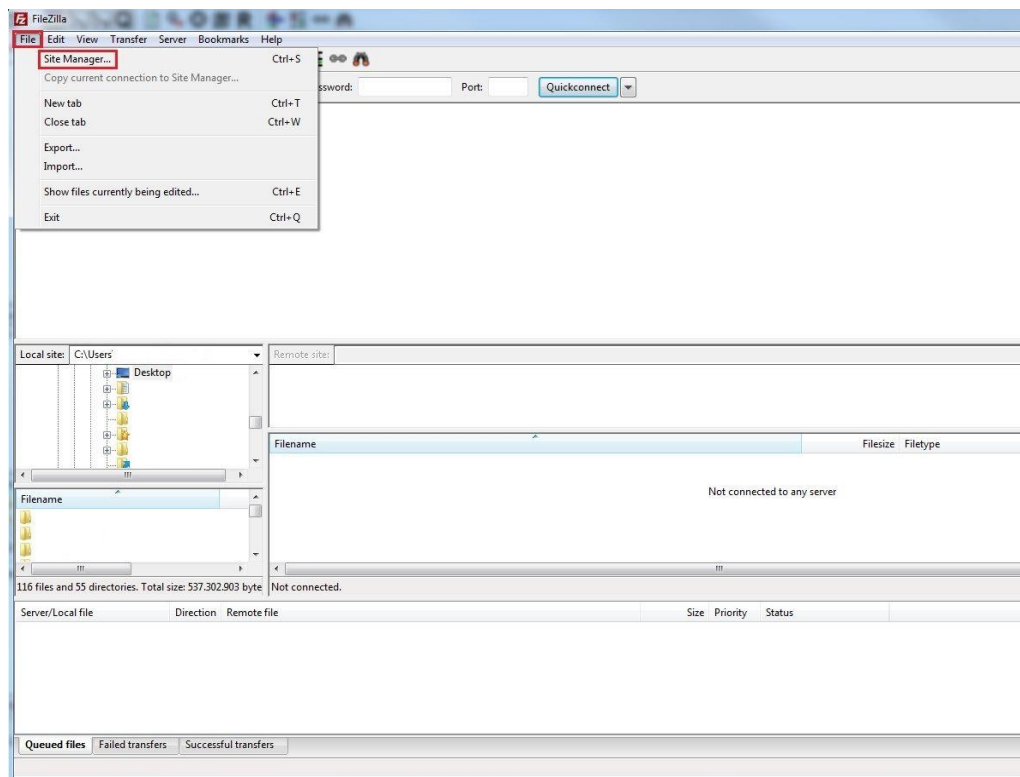 FileZilla
File Edit View Transfer Server Bookmarks Help
Site Manager... Ctrl+S
Copy current connection to Site Manager...
Port: Quickconnect
New tab Ctrl+T
Close tab Ctrl+W
Export...
Import...
Show files currently being edited... Ctrl+E
Exit Ctrl+Q
Local site: C:\Users Remote site:
Desktop
Filename Filesize Filetype
Not connected to any server
Filename
116 files and 55 directories. Total size: 537.302.903 byte Not connected.
Server/Local file Direction Remote file Size Priority Status
Queued files Failed transfers Successful transfers